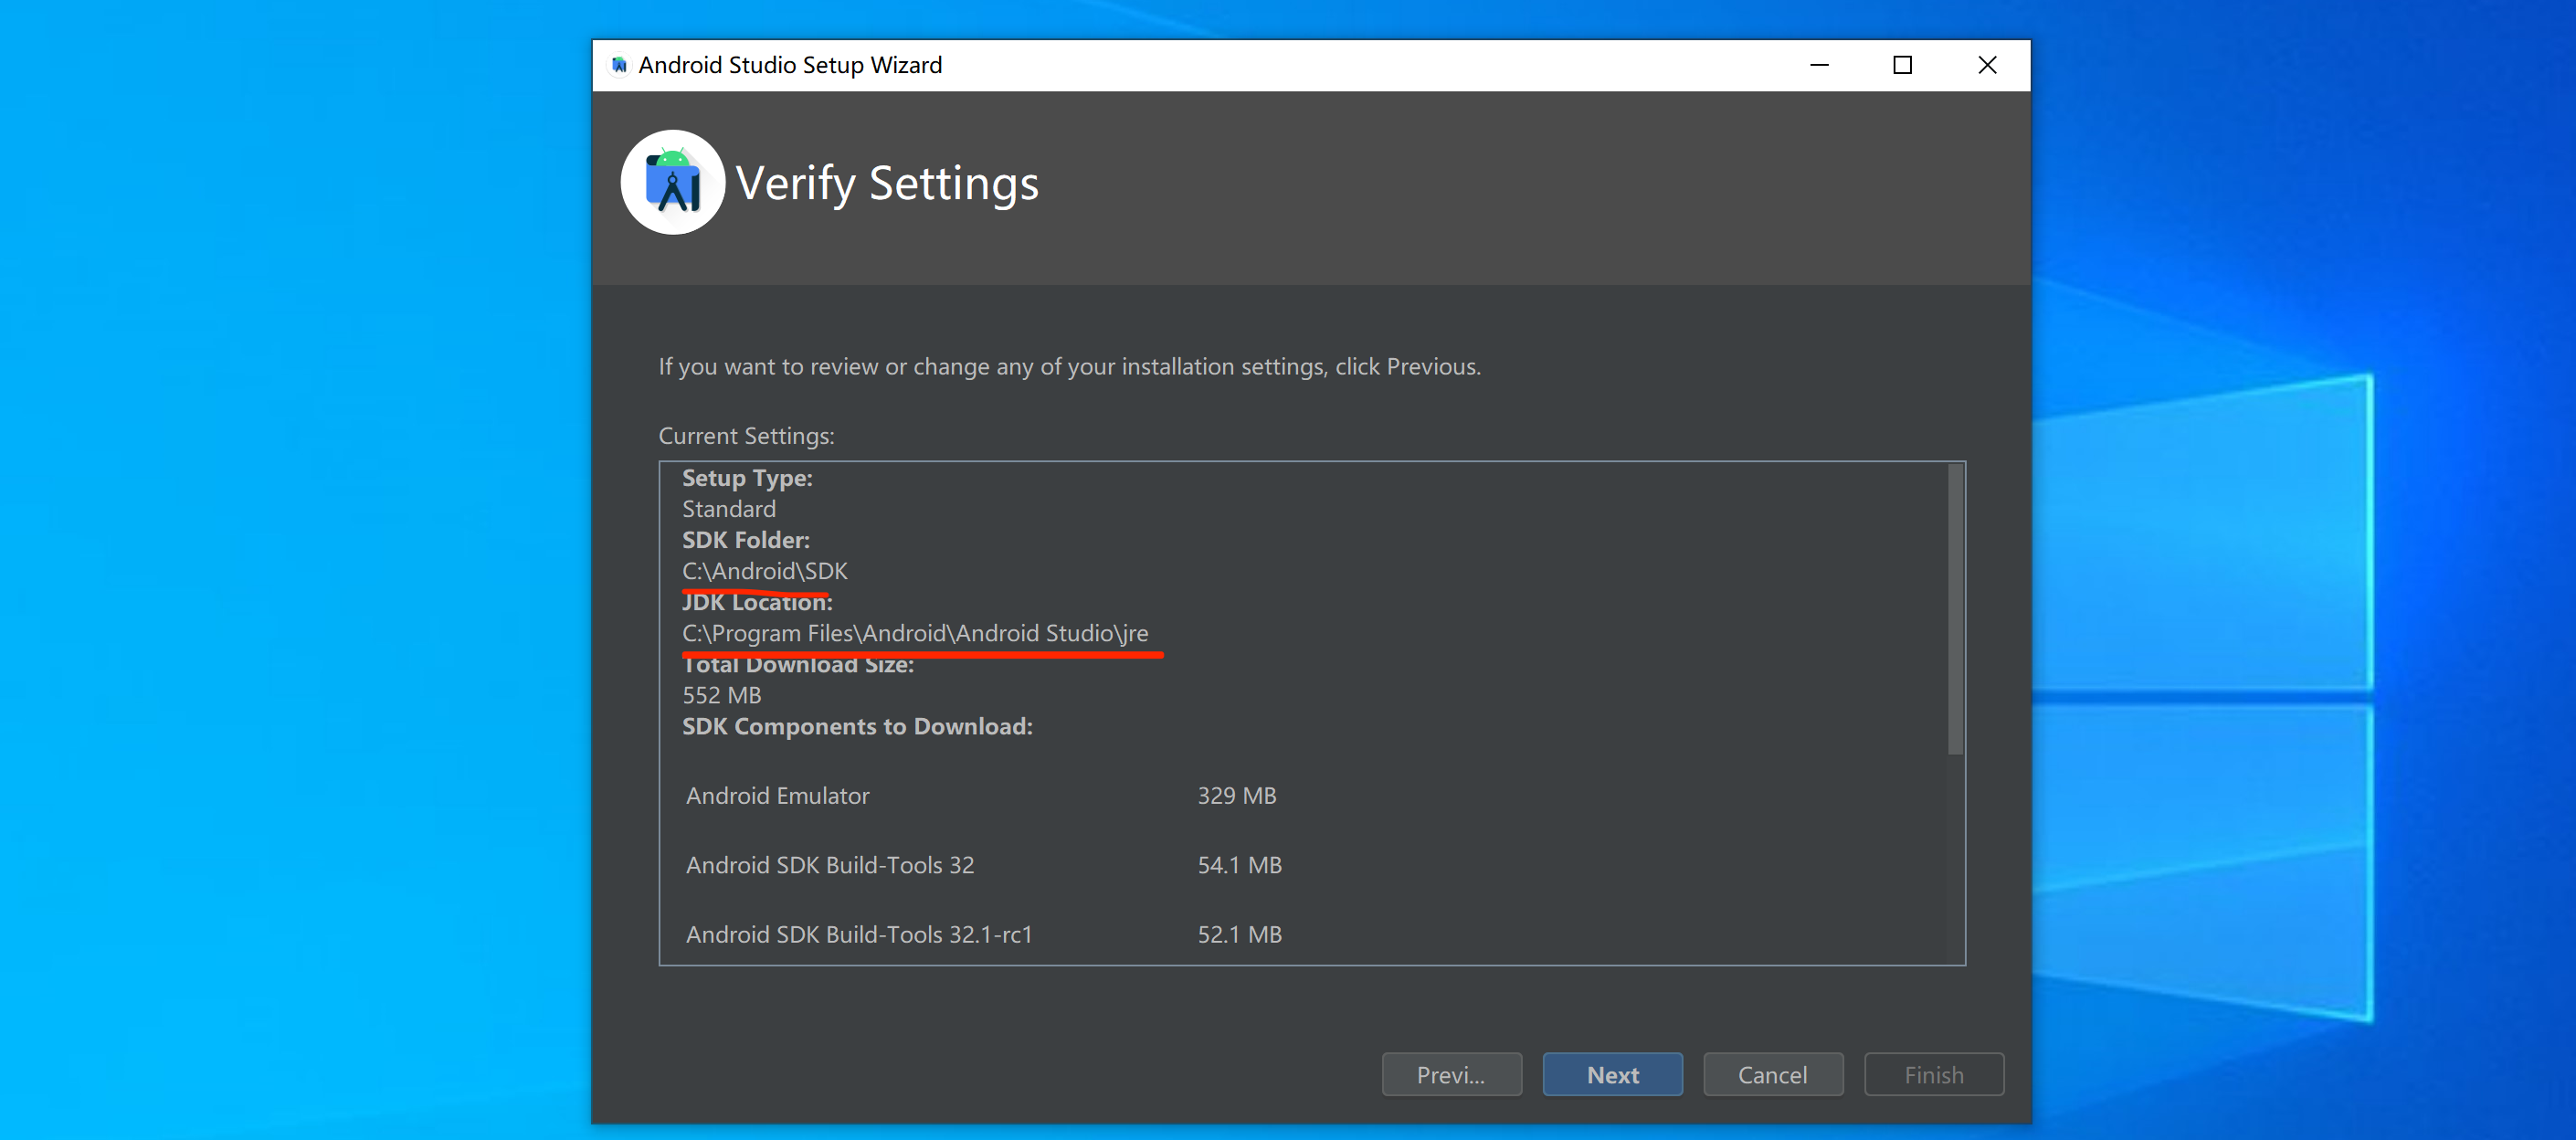 Android Studio Setup Wizard
Verify Settings
If you want to review or change any of your installation settings, click Previous.
Current Settings:
Setup Type:
Standard
SDK Folder:
C:\Android\SDK
JDK Location:
C:\Program Files\Android\Android Studio\jre
Total Download Size:
552 MB
SDK Components to Download:
Android Emulator 329 MB
Android SDK Build-Tools 32 54.1 MB
Android SDK Build-Tools 32.1-rc1 52.1 MB
Previ... Next Cancel Finish